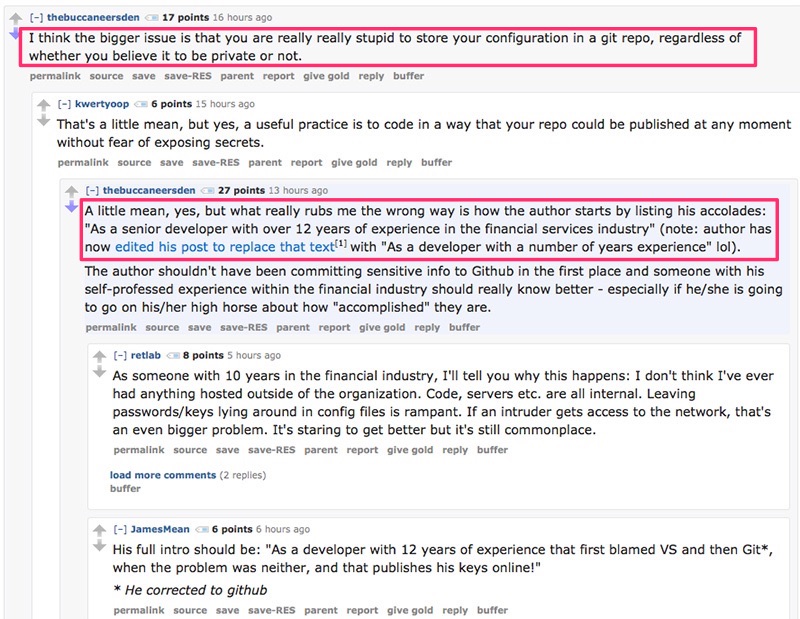 [-] thebuccaneersden 17 points 16 hours ago
I think the bigger issue is that you are really really stupid to store your configuration in a git repo, regardless of
whether you believe it to be private or not.
permalink source save save-RES parent report give gold reply buffer
[-] kwertyoop 6 points 15 hours ago
That's a little mean, but yes, a useful practice is to code in a way that your repo could be published at any moment
without fear of exposing secrets.
permalink source save save-RES parent report give gold reply buffer
[-] thebuccaneersden 27 points 13 hours ago
A little mean, yes, but what really rubs me the wrong way is how the author starts by listing his accolades:
"As a senior developer with over 12 years of experience in the financial services industry" (note: author has
now edited his post to replace that text[1] with "As a developer with a number of years experience" lol).
The author shouldn't have been committing sensitive info to Github in the first place and someone with his
self-professed experience within the financial industry should really know better - especially if he/she is going
to go on his/her high horse about how "accomplished" they are.
permalink source save save-RES parent report give gold reply buffer
[-] retlab 8 points 5 hours ago
As someone with 10 years in the financial industry, I'll tell you why this happens: I don't think I've ever
had anything hosted outside of the organization. Code, servers etc. are all internal. Leaving
passwords/keys lying around in config files is rampant. If an intruder gets access to the network, that's
an even bigger problem. It's staring to get better but it's still commonplace.
permalink source save save-RES parent report give gold reply buffer
load more comments (2 replies)
buffer
[-] JamesMean 6 points 6 hours ago
His full intro should be: "As a developer with 12 years of experience that first blamed VS and then Git*,
when the problem was neither, and that publishes his keys online!"
* He corrected to github
permalink source save save-RES parent report give gold reply buffer